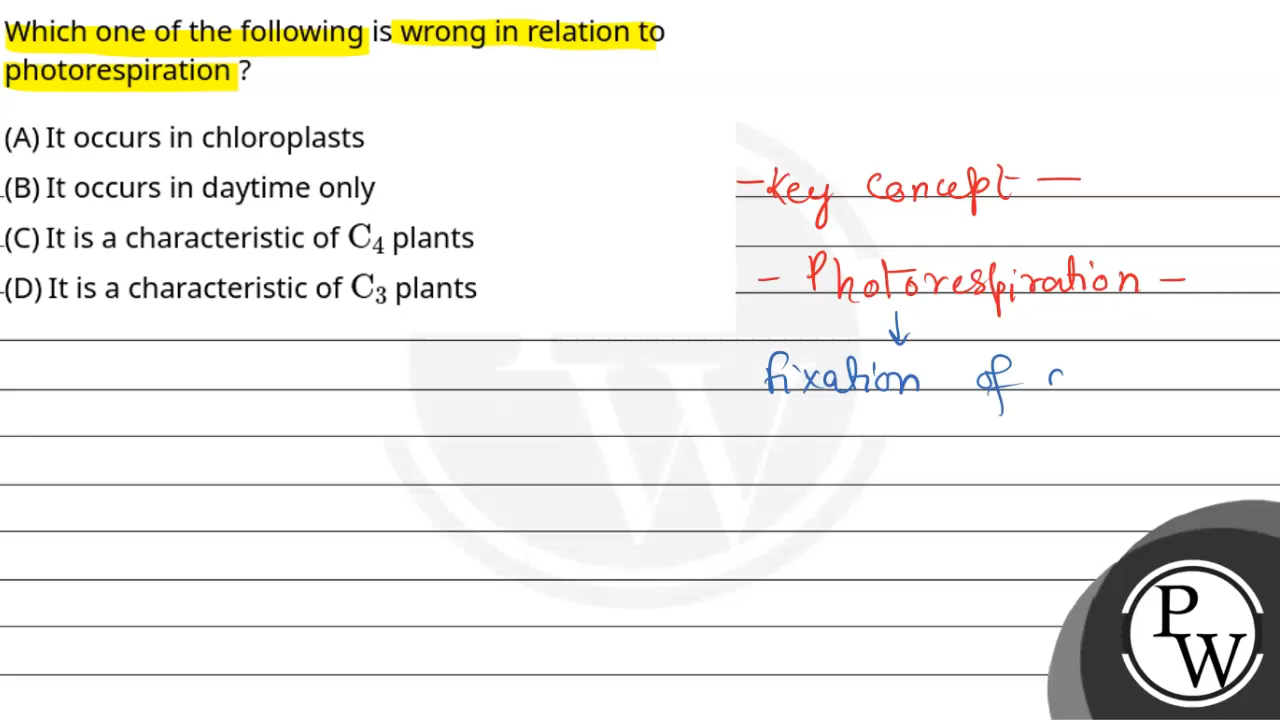 Which one of the following is wrong in relation to
photorespiration ?
(A) It occurs in chloroplasts
(B) It occurs in daytime only
(C) It is a characteristic of C₄ plants
(D) It is a characteristic of C₃ plants
- Key concept -
- Photorespiration -
↓
fixation of
PW